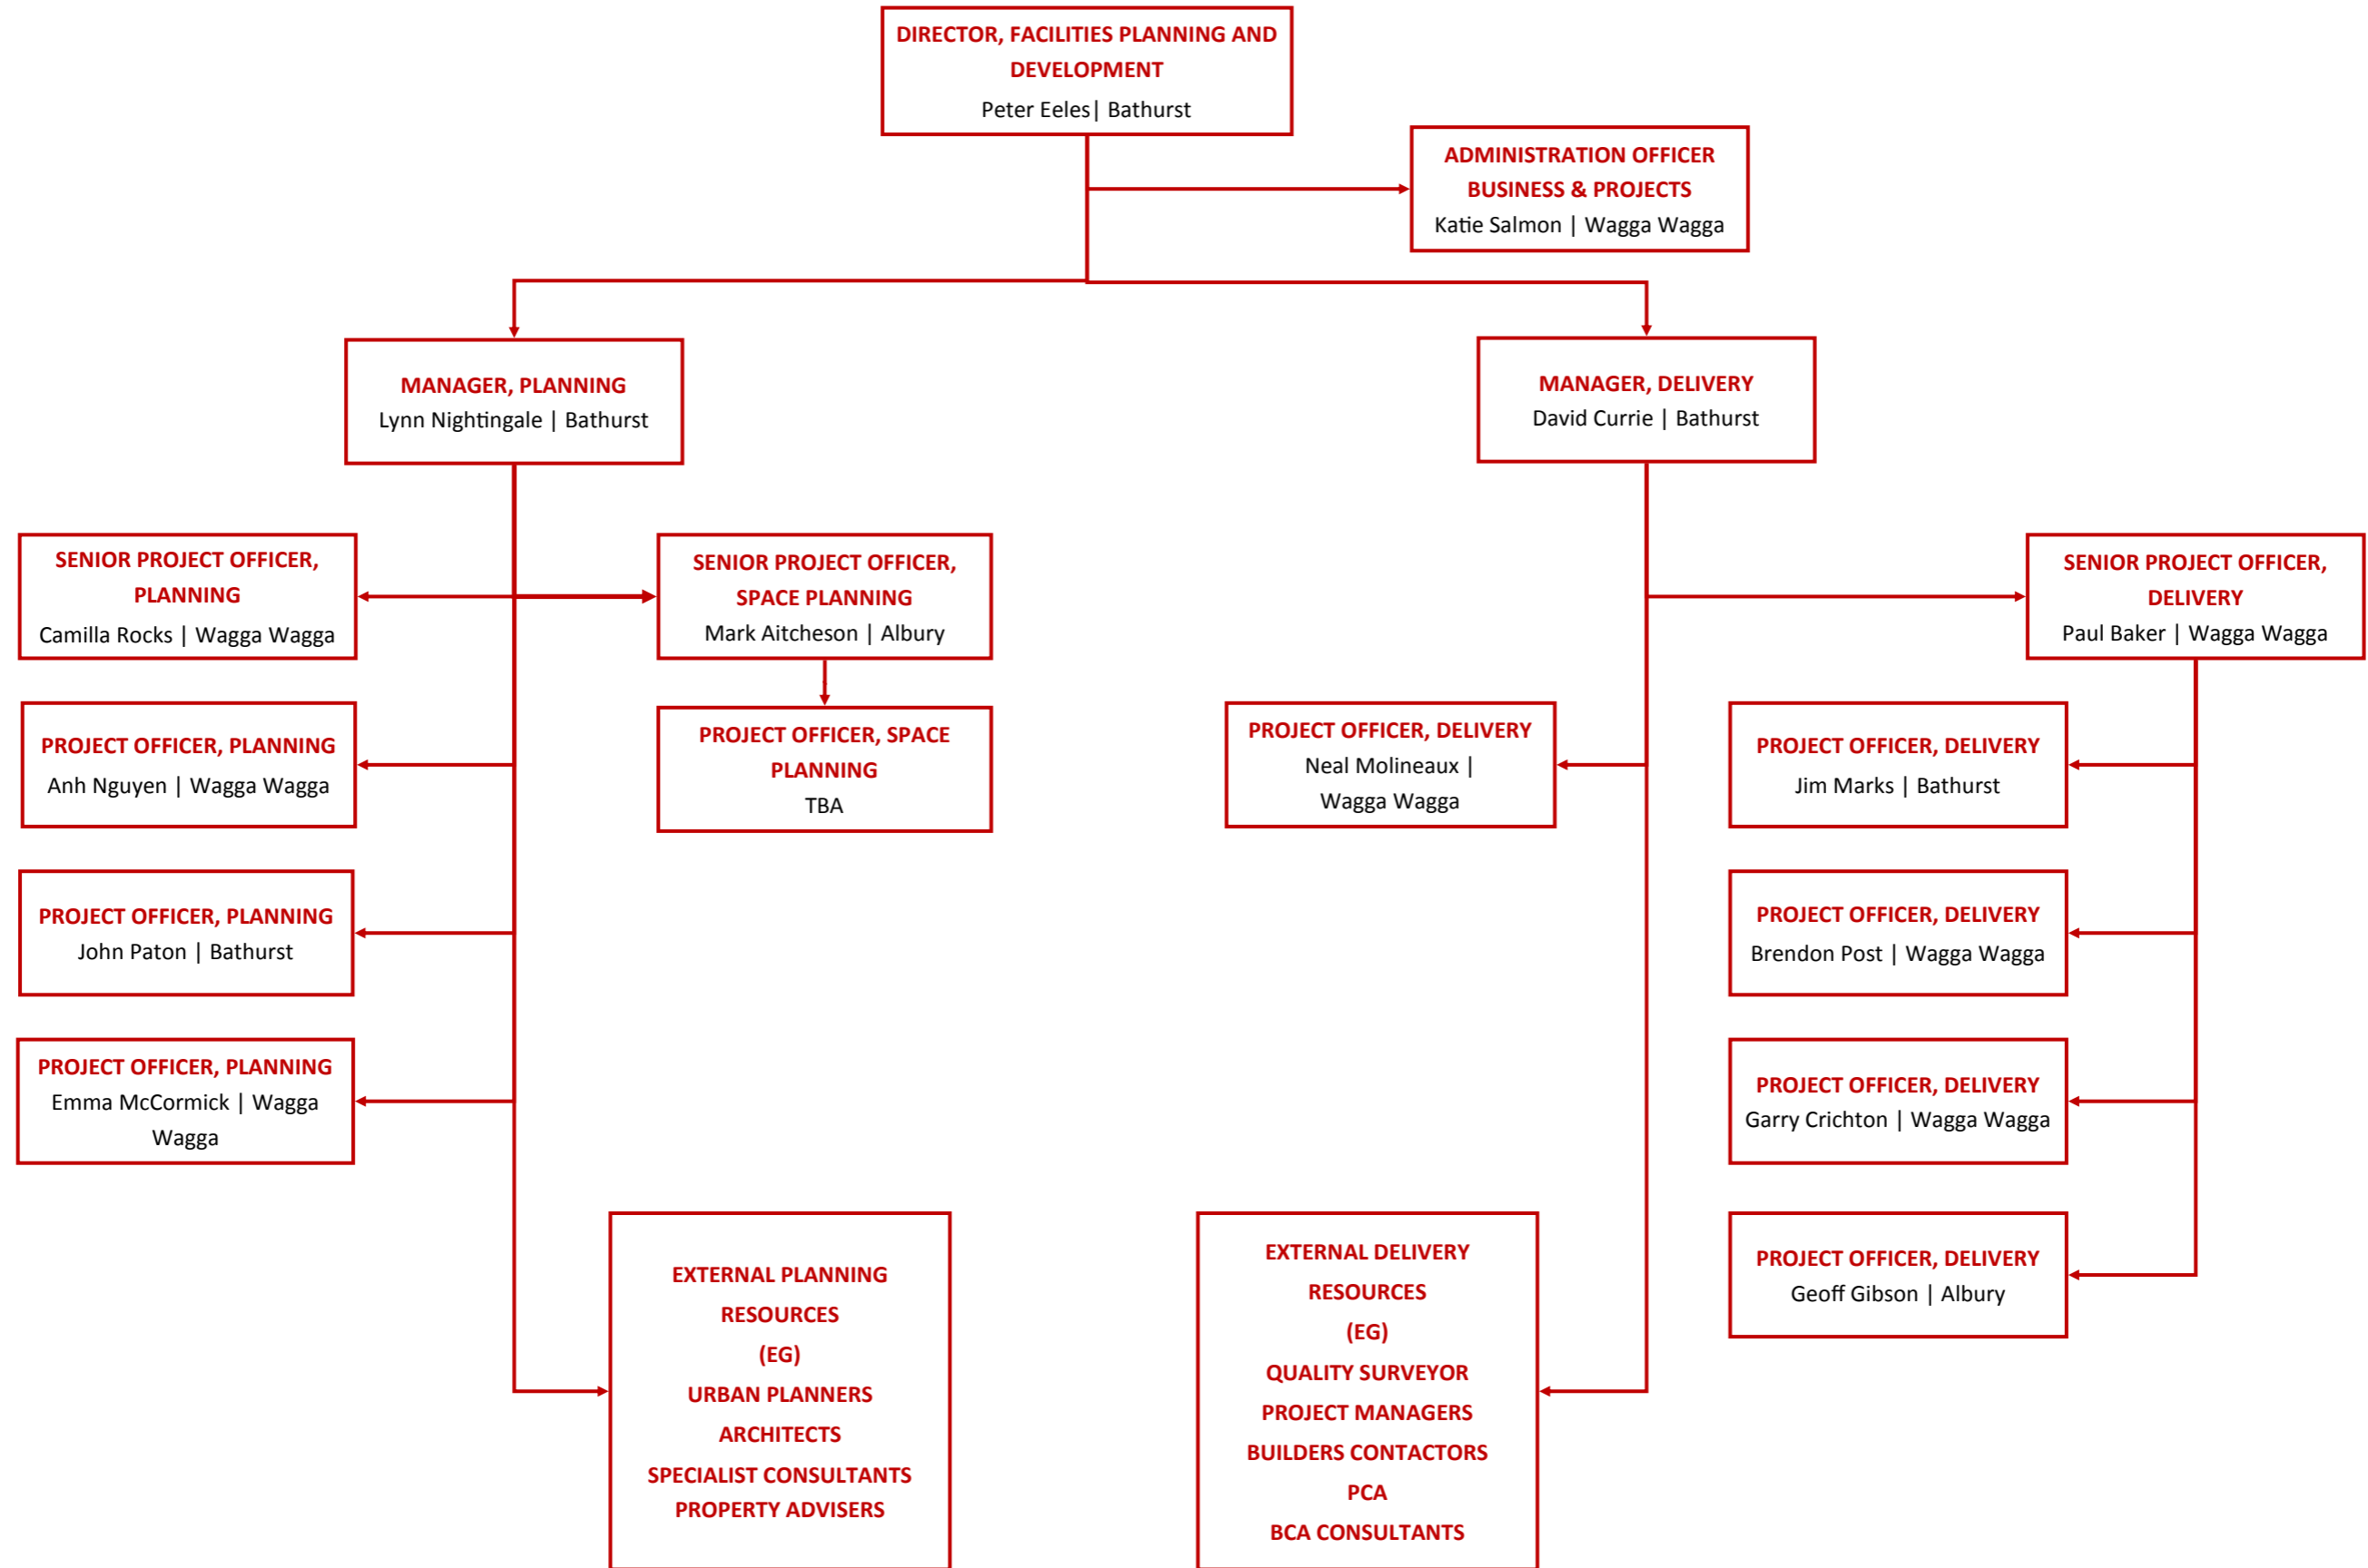 DIRECTOR, FACILITIES PLANNING AND
DEVELOPMENT
Peter Eeles| Bathurst
ADMINISTRATION OFFICER
BUSINESS & PROJECTS
Katie Salmon | Wagga Wagga
MANAGER, PLANNING
Lynn Nightingale | Bathurst
MANAGER, DELIVERY
David Currie | Bathurst
SENIOR PROJECT OFFICER,
PLANNING
Camilla Rocks | Wagga Wagga
SENIOR PROJECT OFFICER,
SPACE PLANNING
Mark Aitcheson | Albury
SENIOR PROJECT OFFICER,
DELIVERY
Paul Baker | Wagga Wagga
PROJECT OFFICER, PLANNING
Anh Nguyen | Wagga Wagga
PROJECT OFFICER, SPACE
PLANNING
TBA
PROJECT OFFICER, DELIVERY
Neal Molineaux |
Wagga Wagga
PROJECT OFFICER, DELIVERY
Jim Marks | Bathurst
PROJECT OFFICER, PLANNING
John Paton | Bathurst
PROJECT OFFICER, DELIVERY
Brendon Post | Wagga Wagga
PROJECT OFFICER, PLANNING
Emma McCormick | Wagga
Wagga
PROJECT OFFICER, DELIVERY
Garry Crichton | Wagga Wagga
EXTERNAL PLANNING
RESOURCES
(EG)
URBAN PLANNERS
ARCHITECTS
SPECIALIST CONSULTANTS
PROPERTY ADVISERS
EXTERNAL DELIVERY
RESOURCES
(EG)
QUALITY SURVEYOR
PROJECT MANAGERS
BUILDERS CONTACTORS
PCA
BCA CONSULTANTS
PROJECT OFFICER, DELIVERY
Geoff Gibson | Albury